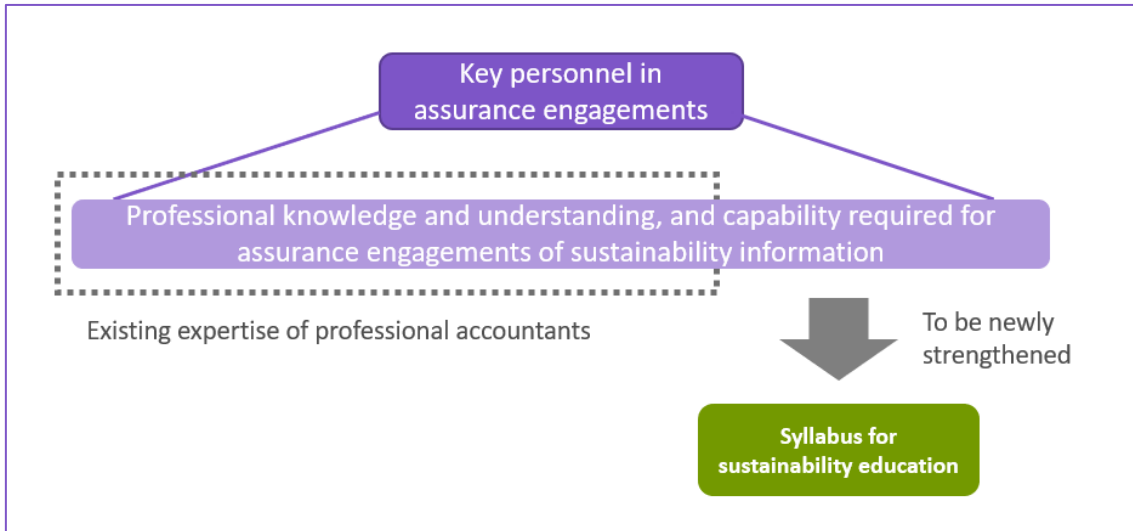 Key personnel in
assurance engagements
Professional knowledge and understanding, and capability required for
assurance engagements of sustainability information
Existing expertise of professional accountants
To be newly
strengthened
Syllabus for
sustainability education